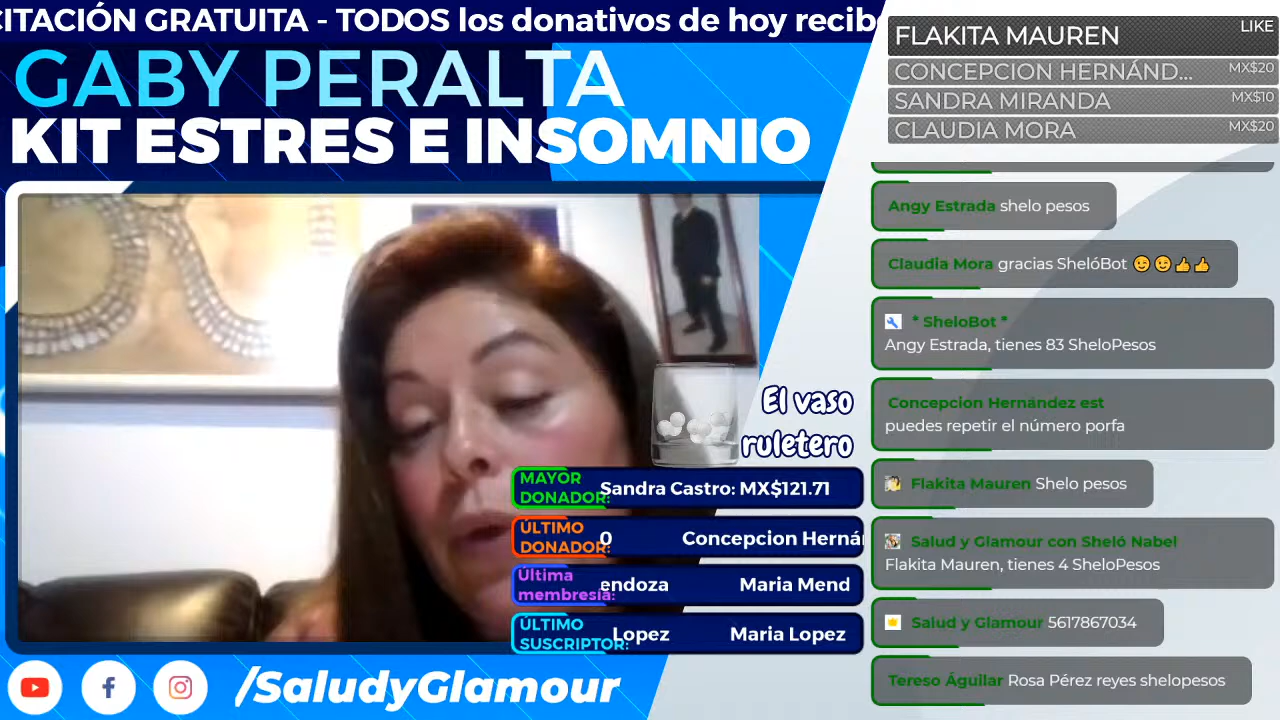 CITACIÓN GRATUITA - TODOS los donativos de hoy recibe
GABY PERALTA
KIT ESTRES E INSOMNIO
El vaso
ruletero
MAYOR
DONADOR:
Sandra Castro: MX$121.71
ÚLTIMO
DONADOR:
0 Concepcion Hernán
Última
membresía:
endoza Maria Mend
ÚLTIMO
SUSCRIPTOR:
Lopez Maria Lopez
/SaludyGlamour
FLAKITA MAUREN LIKE
CONCEPCION HERNÁND... MX$20
SANDRA MIRANDA MX$10
CLAUDIA MORA MX$20
Angy Estrada shelo pesos
Claudia Mora gracias ShelóBot 😉😉👍👍
* SheloBot *
Angy Estrada, tienes 83 SheloPesos
Concepcion Hernández est
puedes repetir el número porfa
Flakita Mauren Shelo pesos
Salud y Glamour con Sheló Nabel
Flakita Mauren, tienes 4 SheloPesos
Salud y Glamour 5617867034
Tereso Águilar Rosa Pérez reyes shelopesos